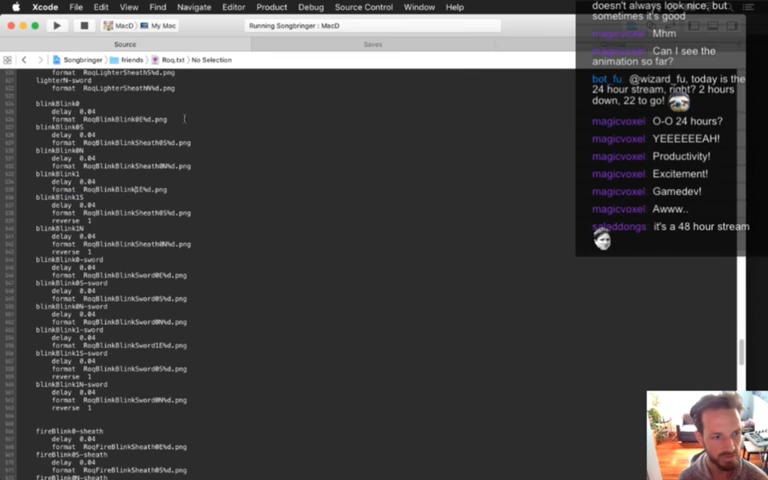 Xcode File Edit View Find Navigate Editor Product Debug Source Control Window Help
MacD My Mac
Running Songbringer : MacD
Source Saves
Songbringer friends Roq.txt No Selection
format RoqLighterSheathS%d.png
lighterN-sword
format RoqLighterSheathN%d.png
blinkBlink0
delay 0.04
format RoqBlinkBlink0E%d.png
blinkBlink0S
delay 0.04
format RoqBlinkBlinkSheath0S%d.png
blinkBlink0N
delay 0.04
format RoqBlinkBlinkSheath0N%d.png
blinkBlink1
delay 0.04
format RoqBlinkBlink1E%d.png
blinkBlink1S
delay 0.04
format RoqBlinkBlinkSheath0S%d.png
reverse 1
blinkBlink1N
delay 0.04
format RoqBlinkBlinkSheath0N%d.png
reverse 1
blinkBlink0-sword
delay 0.04
format RoqBlinkBlinkSword0E%d.png
blinkBlink0S-sword
delay 0.04
format RoqBlinkBlinkSword0S%d.png
blinkBlink0N-sword
delay 0.04
format RoqBlinkBlinkSword0N%d.png
blinkBlink1-sword
delay 0.04
format RoqBlinkBlinkSword1E%d.png
blinkBlink1S-sword
delay 0.04
format RoqBlinkBlinkSword0S%d.png
reverse 1
blinkBlink1N-sword
delay 0.04
format RoqBlinkBlinkSword0N%d.png
reverse 1
fireBlink0-sheath
delay 0.04
format RoqFireBlinkSheath0E%d.png
fireBlink0S-sheath
delay 0.04
format RoqFireBlinkSheath0S%d.png
fireBlink0N-sheath
doesn't always look nice, but
sometimes it's good
magicvoxel Mhm
magicvoxel Can I see the
animation so far?
bot_fu: @wizard_fu, today is the
24 hour stream, right? 2 hours
down, 22 to go!
magicvoxel O-O 24 hours?
magicvoxel YEEEEEEAH!
magicvoxel Productivity!
magicvoxel Excitement!
magicvoxel Gamedev!
magicvoxel Awww..
saladdongs it's a 48 hour stream